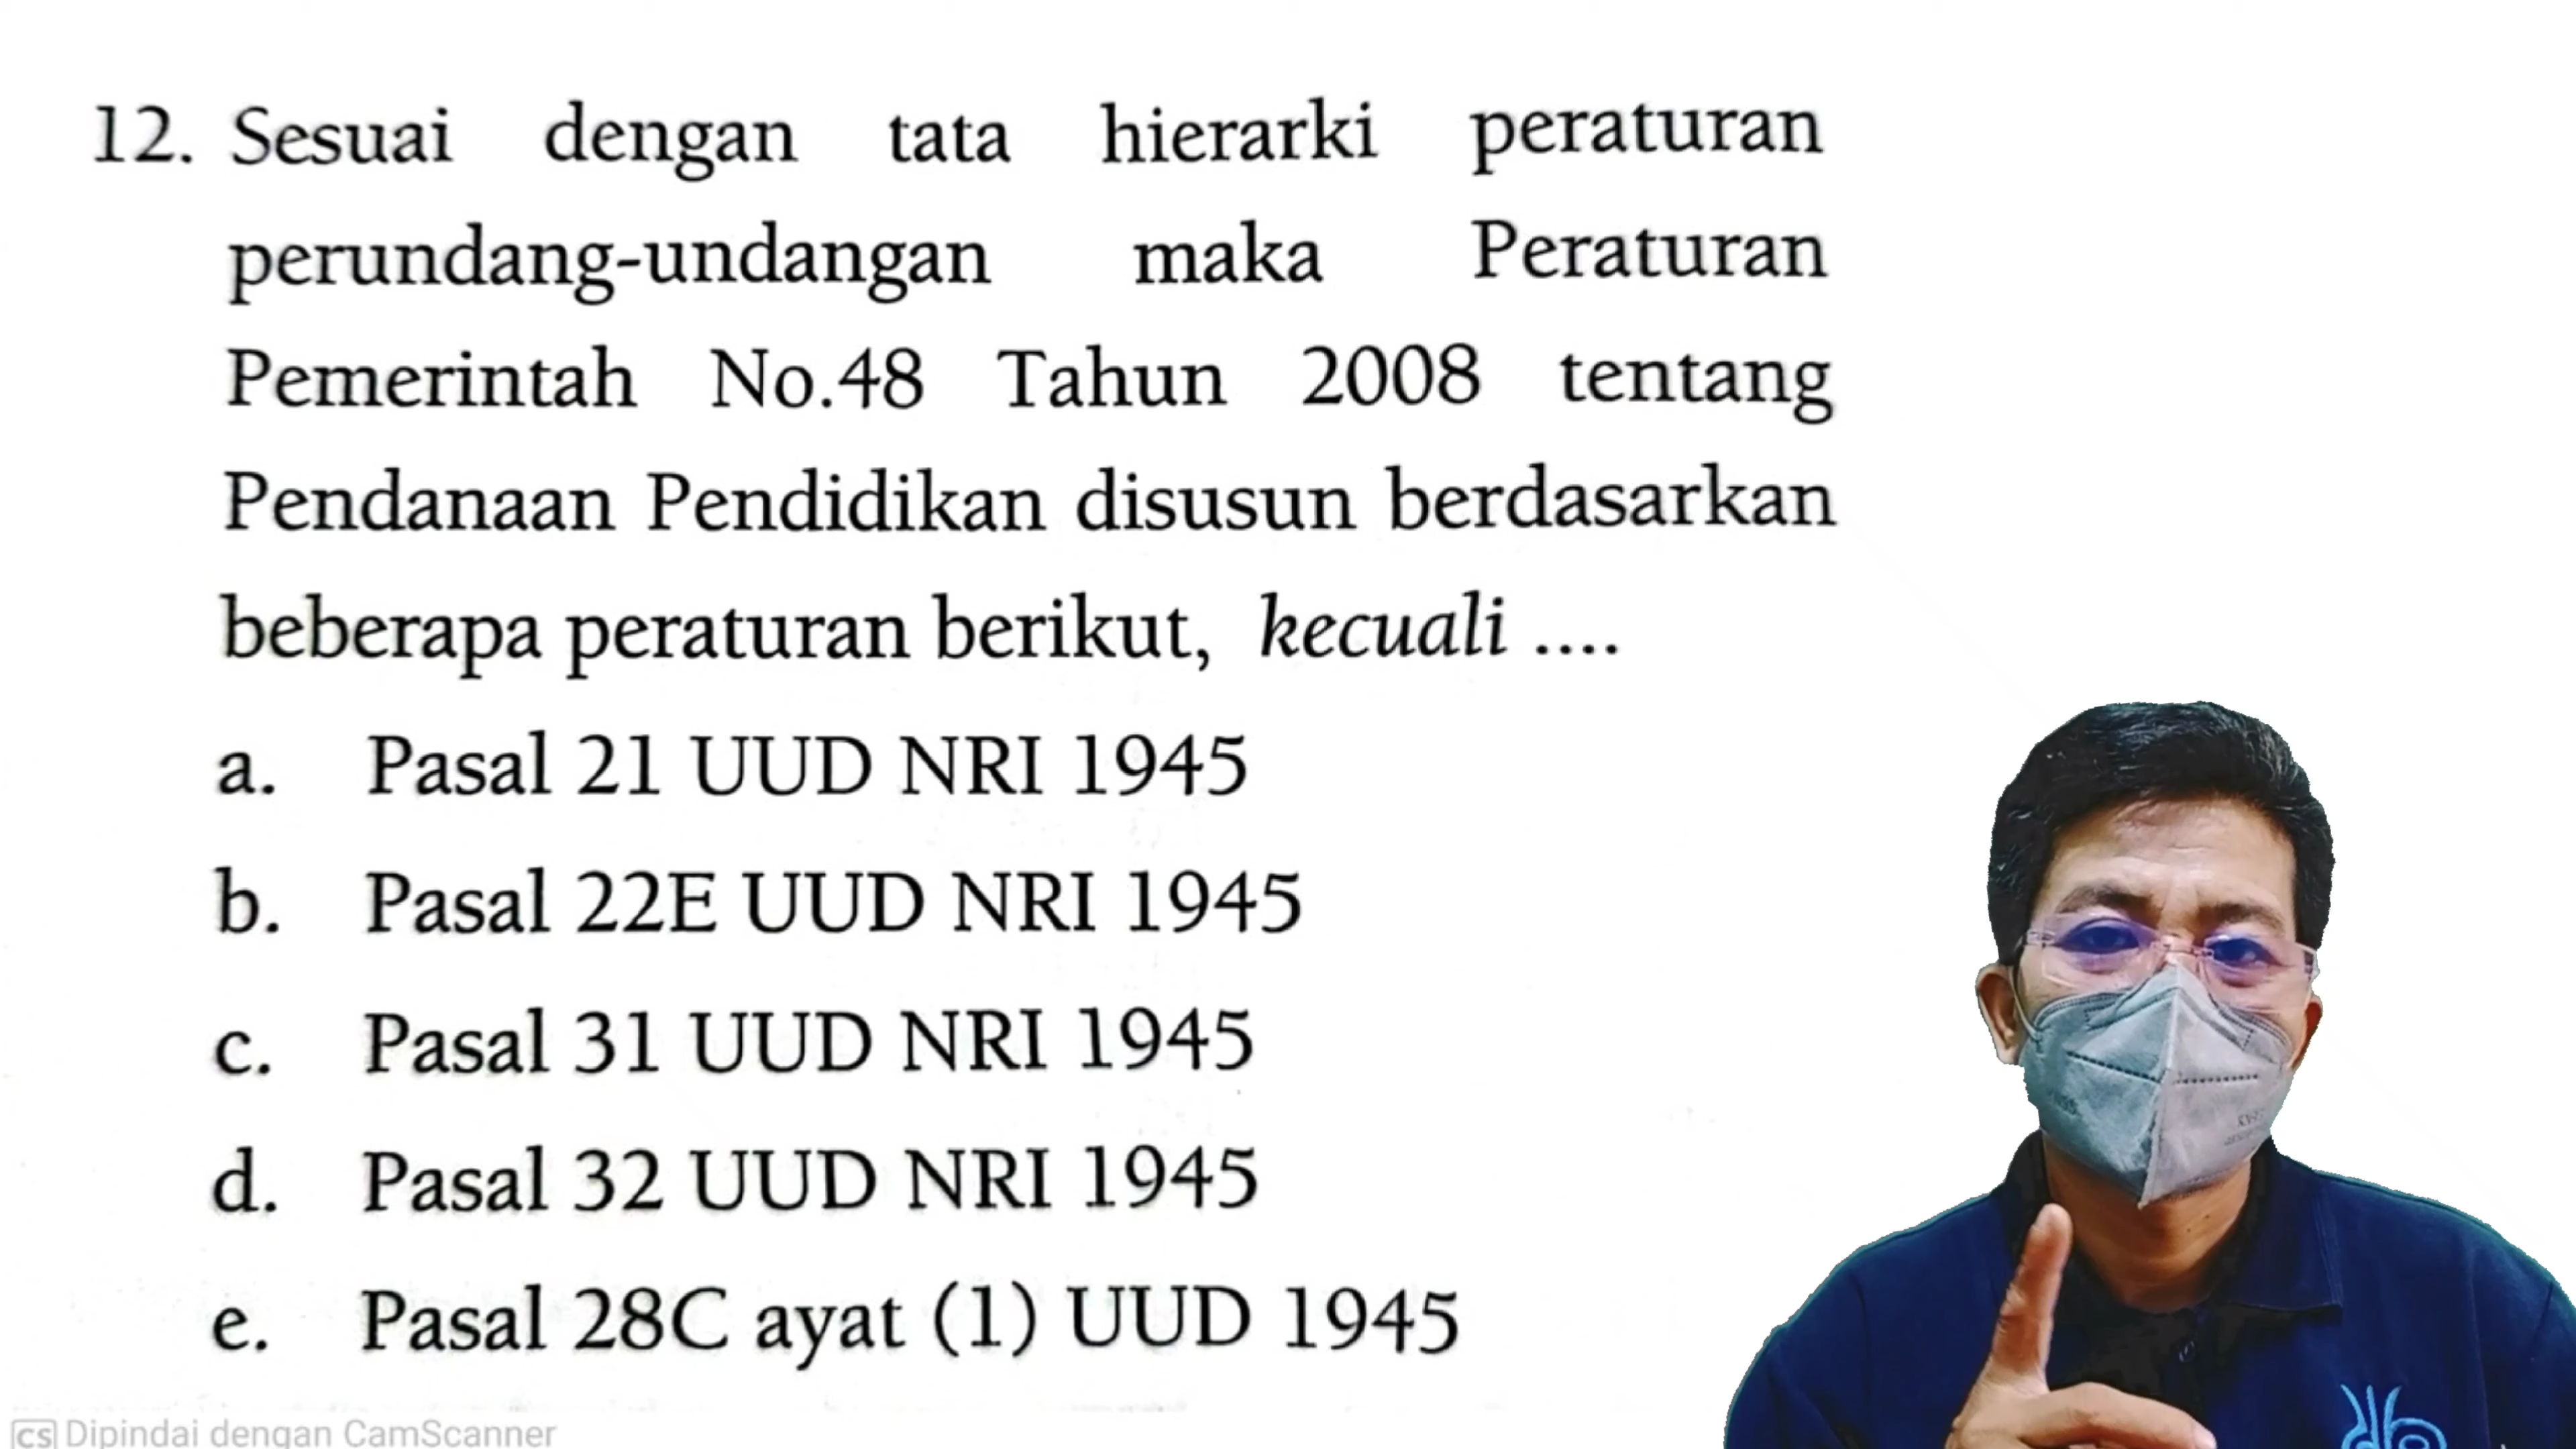 12. Sesuai dengan tata hierarki peraturan
perundang-undangan maka Peraturan
Pemerintah No.48 Tahun 2008 tentang
Pendanaan Pendidikan disusun berdasarkan
beberapa peraturan berikut, kecuali ....
a. Pasal 21 UUD NRI 1945
b. Pasal 22E UUD NRI 1945
c. Pasal 31 UUD NRI 1945
d. Pasal 32 UUD NRI 1945
e. Pasal 28C ayat (1) UUD 1945
CS Dipindai dengan CamScanner